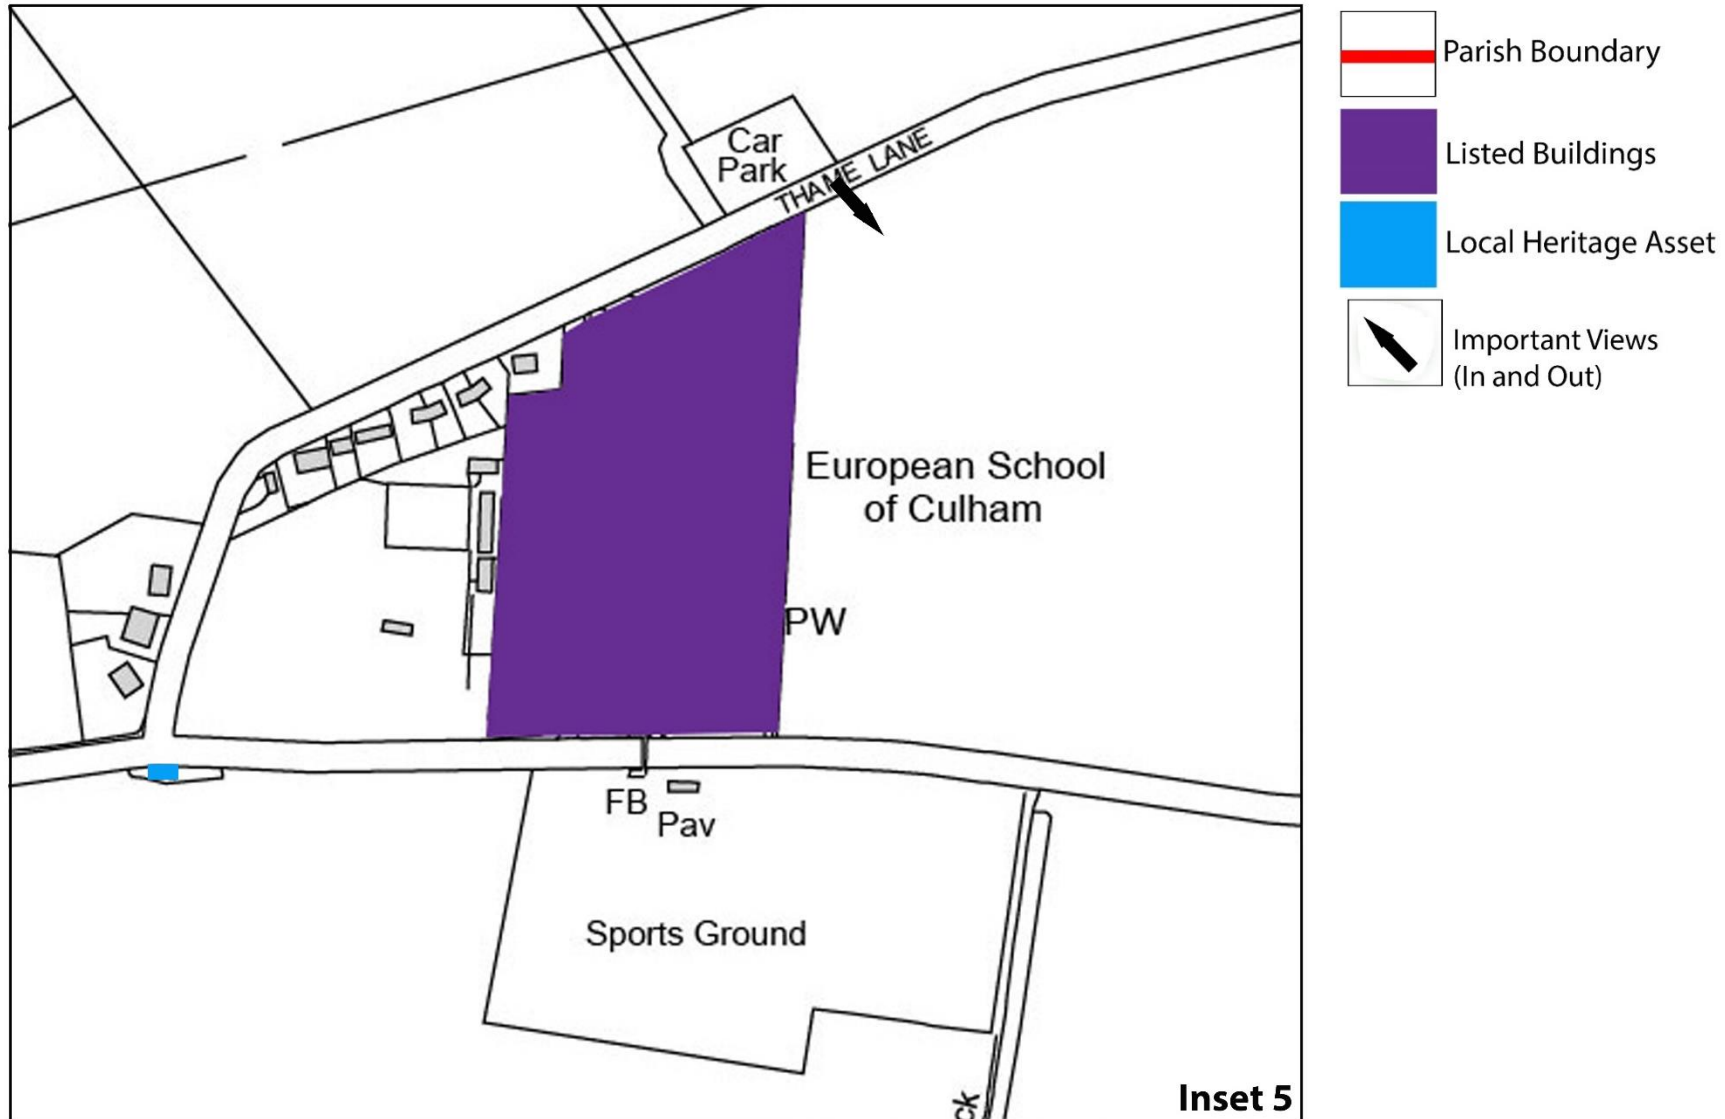 Car
Park
THAME LANE
European School
of Culham
PW
FB
Pav
Sports Ground
ck
Inset 5
Parish Boundary
Listed Buildings
Local Heritage Asset
Important Views
(In and Out)